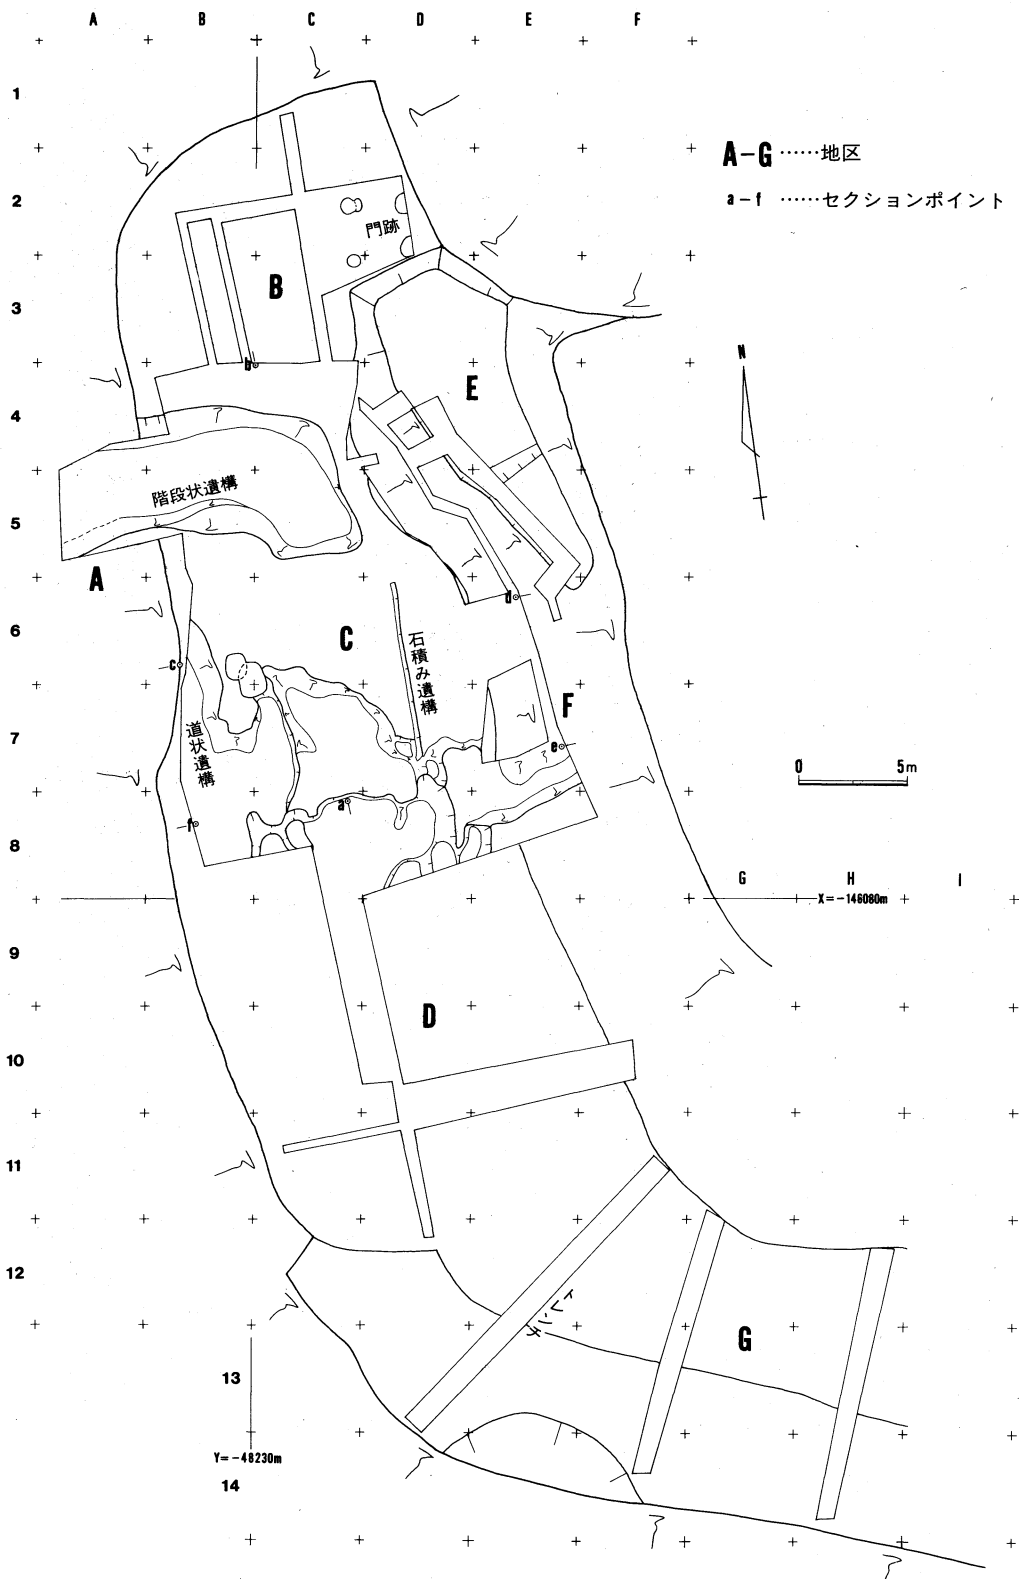 A B C D E F
1
2
3
4
5
6
7
8
9
10
11
12
13
14
A-G ……地区
a-f ……セクションポイント
門跡
B
b
N
E
階段状遺構
A
d
C
石積み遺構
c
F
道状遺構
e
0 5m
a
f
G H I
X=-146080m
D
トレンチ
G
Y=-48230m